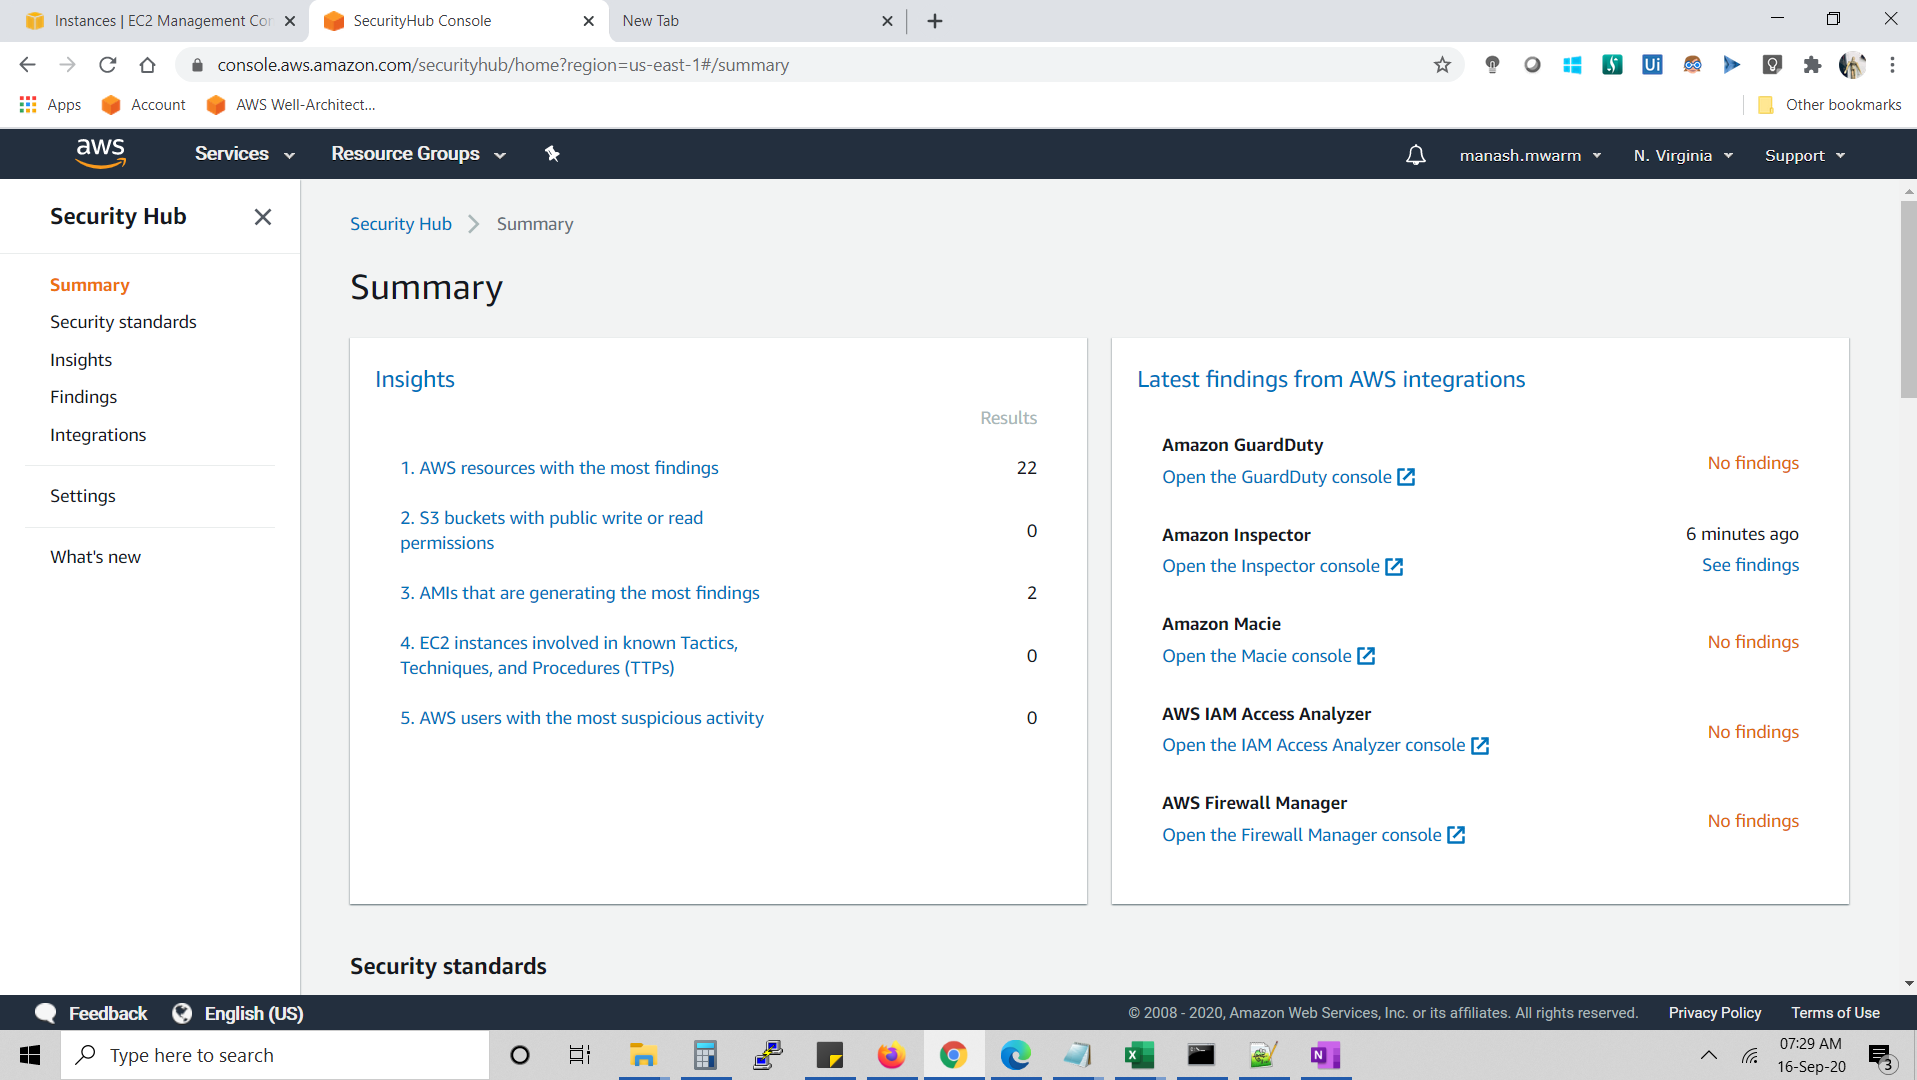 Instances | EC2 Management Con
SecurityHub Console
New Tab
console.aws.amazon.com/securityhub/home?region=us-east-1#/summary
Apps
Account
AWS Well-Architect...
Other bookmarks
aws
Services
Resource Groups
manash.mwarm
N. Virginia
Support
Security Hub
Summary
Security standards
Insights
Findings
Integrations
Settings
What's new
Security Hub
Summary
Summary
Insights
Results
1. AWS resources with the most findings
22
2. S3 buckets with public write or read
permissions
0
3. AMIs that are generating the most findings
2
4. EC2 instances involved in known Tactics,
Techniques, and Procedures (TTPs)
0
5. AWS users with the most suspicious activity
0
Latest findings from AWS integrations
Amazon GuardDuty
Open the GuardDuty console
No findings
Amazon Inspector
Open the Inspector console
6 minutes ago
See findings
Amazon Macie
Open the Macie console
No findings
AWS IAM Access Analyzer
Open the IAM Access Analyzer console
No findings
AWS Firewall Manager
Open the Firewall Manager console
No findings
Security standards
Feedback
English (US)
© 2008 - 2020, Amazon Web Services, Inc. or its affiliates. All rights reserved.
Privacy Policy
Terms of Use
Type here to search
07:29 AM
16-Sep-20
3
Ui